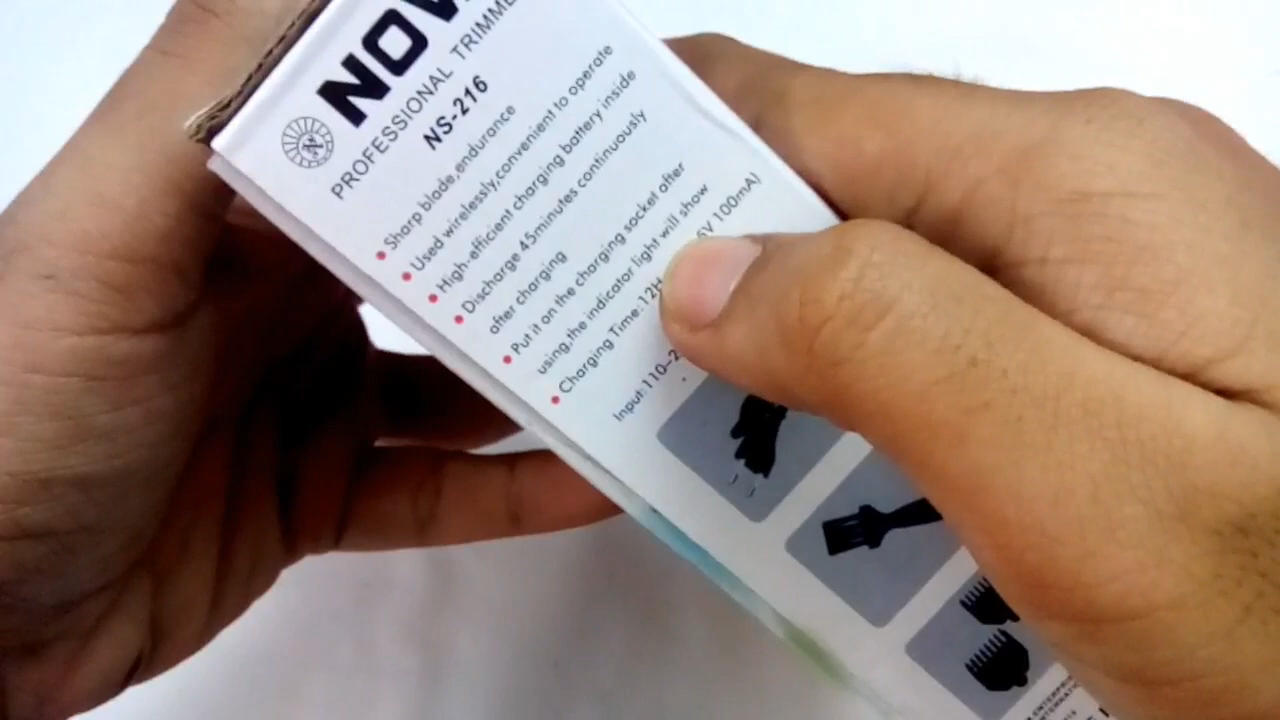 PROFESSIONAL
NS-216
Sharp blade,endurance
Used wirelessly,convenient to operate
High-efficient charging battery inside
Discharge 45minutes continuously
after charging
Put it on the charging socket after
using,the indicator light will show
Charging Time:12H 6V 100mA)
Input:110-2